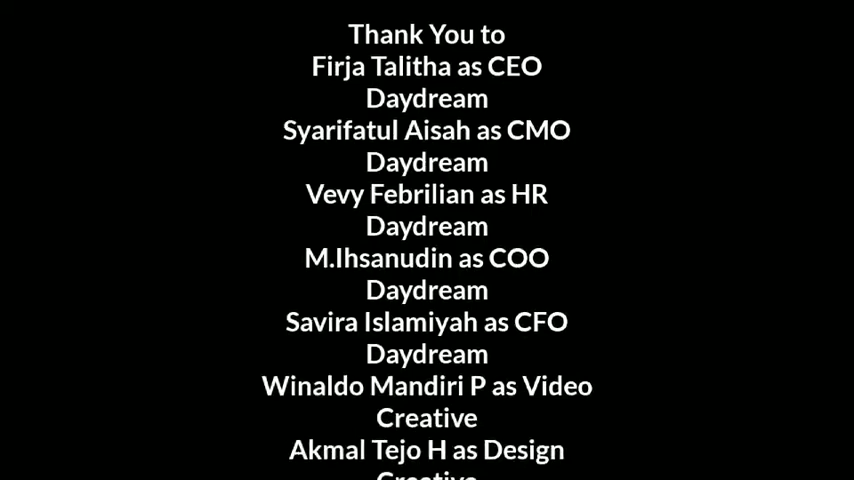 Thank You to
Firja Talitha as CEO
Daydream
Syarifatul Aisah as CMO
Daydream
Vevy Febrilian as HR
Daydream
M.Ihsanudin as COO
Daydream
Savira Islamiyah as CFO
Daydream
Winaldo Mandiri P as Video
Creative
Akmal Tejo H as Design
Creative